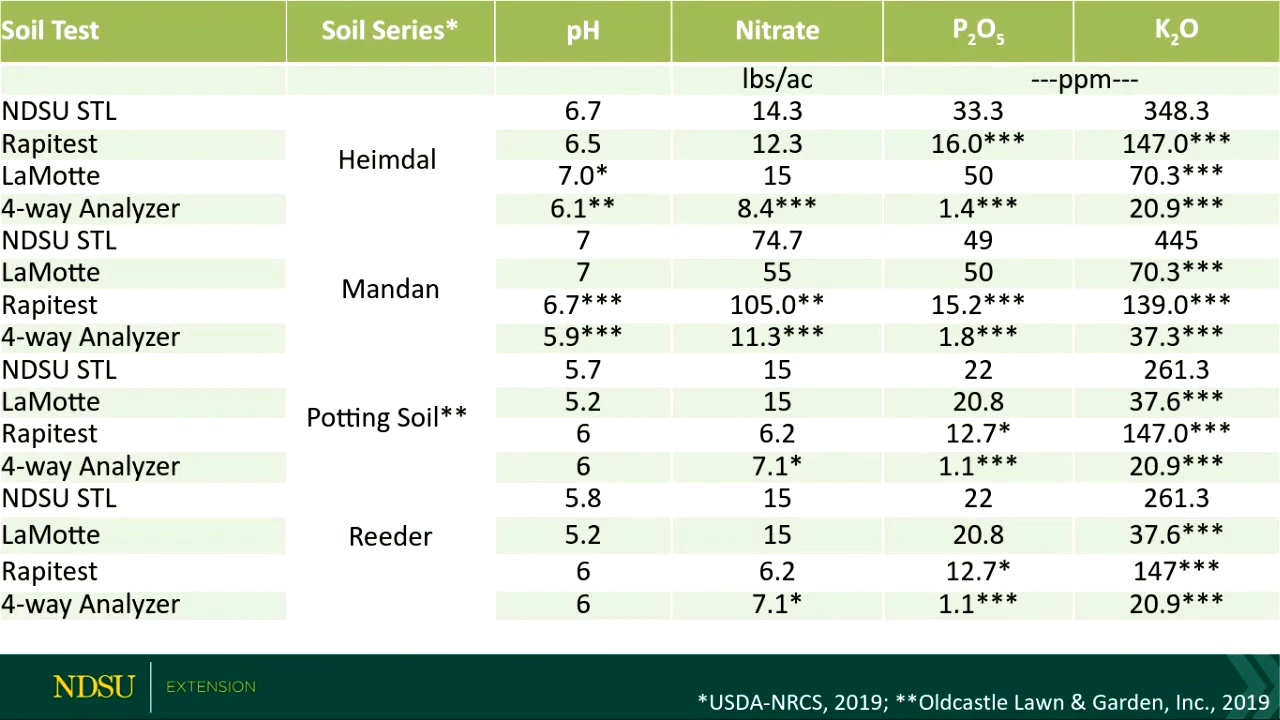 Soil Test Soil Series* pH Nitrate P₂O₅ K₂O
lbs/ac ---ppm---
NDSU STL 6.7 14.3 33.3 348.3
Rapitest 6.5 12.3 16.0*** 147.0***
Heimdal
LaMotte 7.0* 15 50 70.3***
4-way Analyzer 6.1** 8.4*** 1.4*** 20.9***
NDSU STL 7 74.7 49 445
LaMotte 7 55 50 70.3***
Mandan
Rapitest 6.7*** 105.0** 15.2*** 139.0***
4-way Analyzer 5.9*** 11.3*** 1.8*** 37.3***
NDSU STL 5.7 15 22 261.3
LaMotte 5.2 15 20.8 37.6***
Potting Soil**
Rapitest 6 6.2 12.7* 147.0***
4-way Analyzer 6 7.1* 1.1*** 20.9***
NDSU STL 5.8 15 22 261.3
LaMotte Reeder 5.2 15 20.8 37.6***
Rapitest 6 6.2 12.7* 147***
4-way Analyzer 6 7.1* 1.1*** 20.9***
NDSU EXTENSION
*USDA-NRCS, 2019; **Oldcastle Lawn & Garden, Inc., 2019